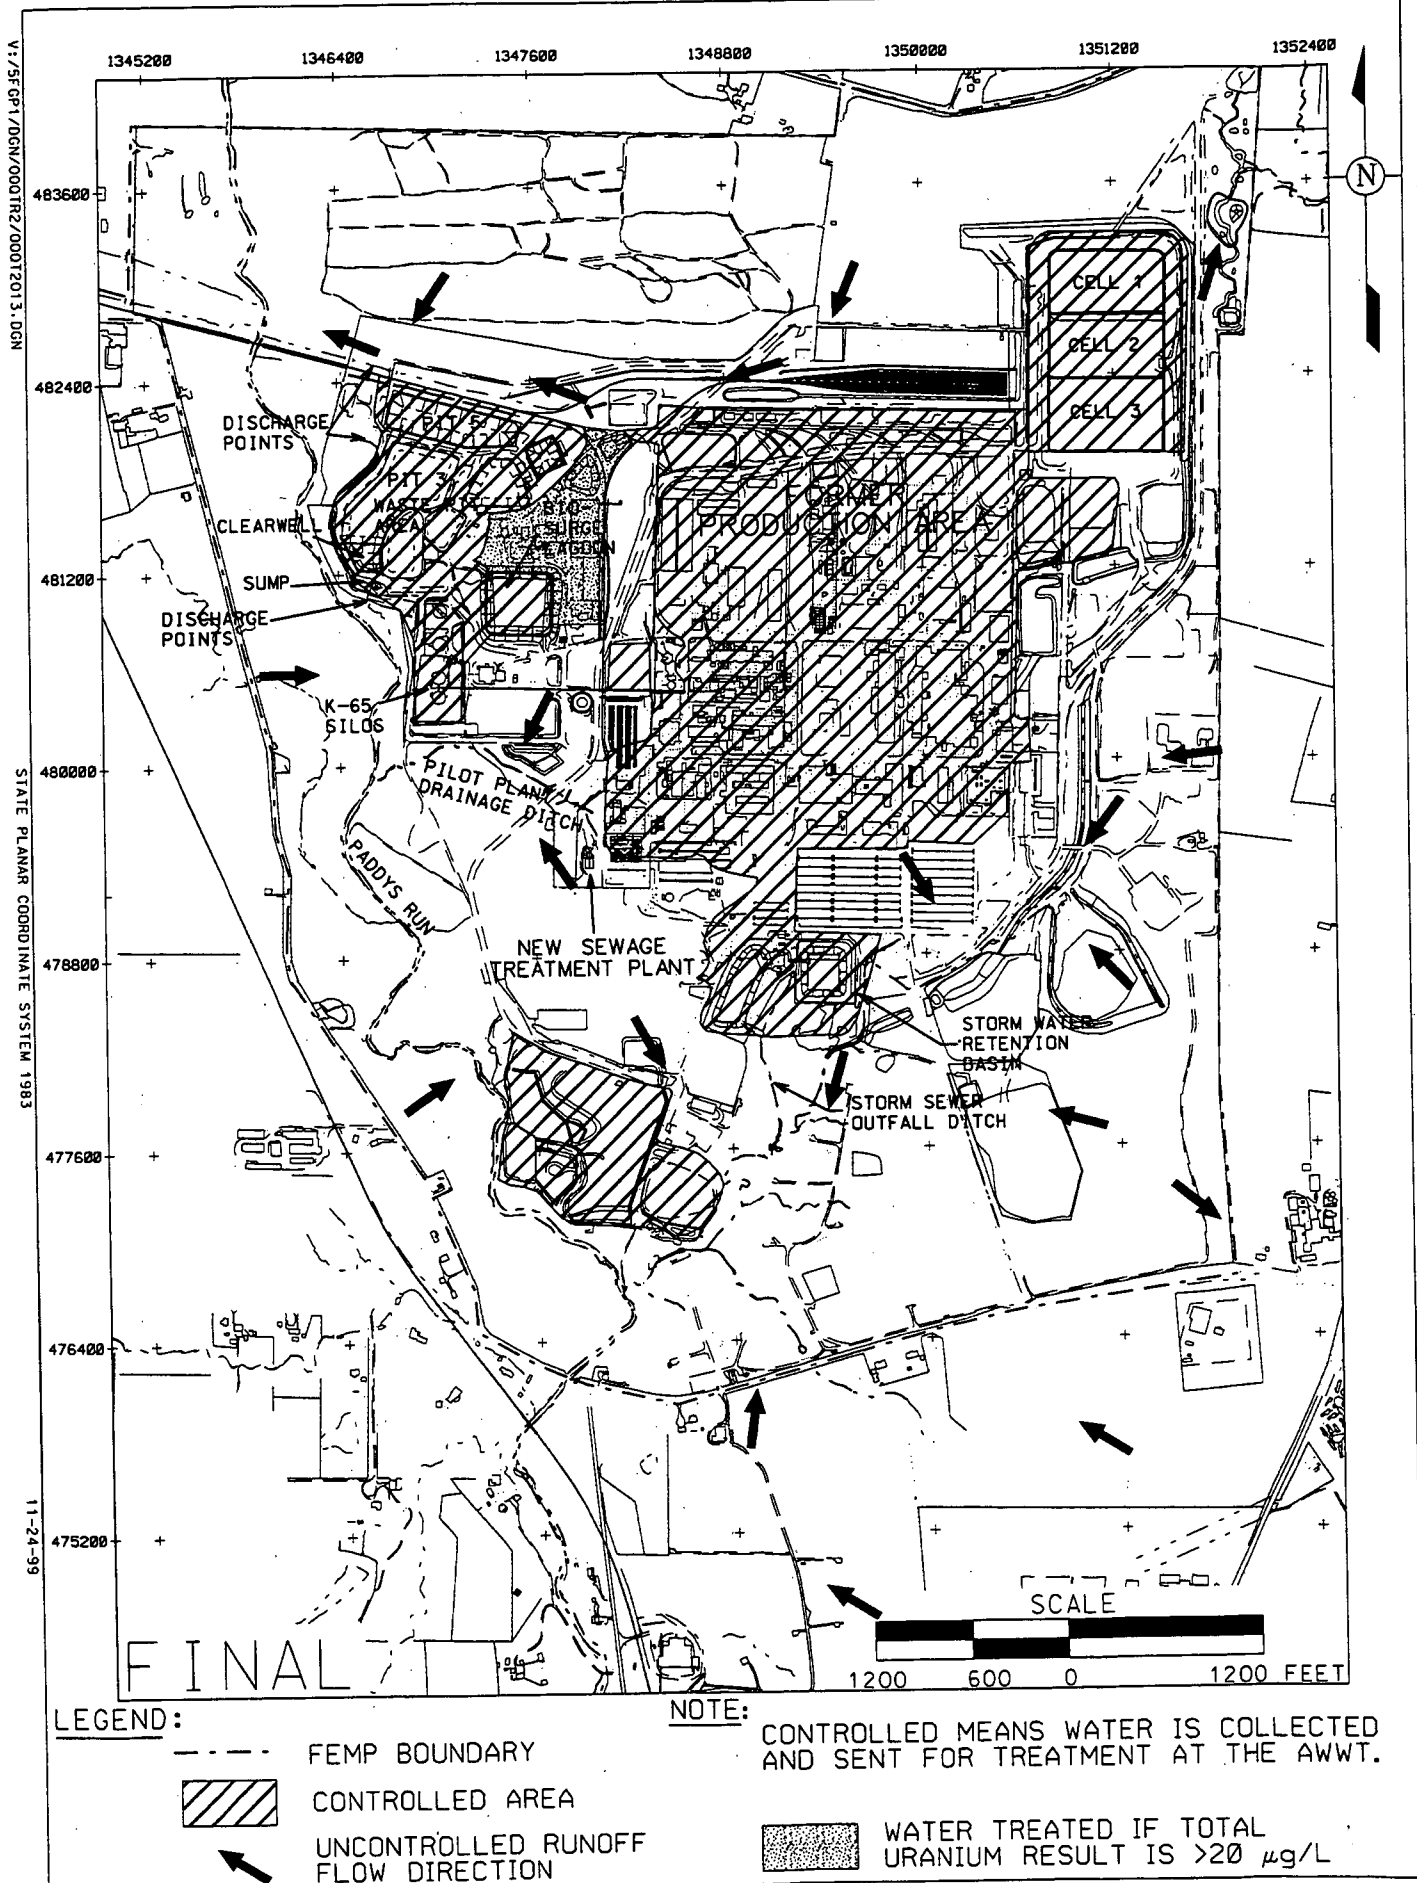 1345200 1346400 1347600 1348800 1350000 1351200 1352400
V:/5FGP1/DGN/OOOTR2/OOOT2013.DGN
N
483600
CELL 1
CELL 2
482400
CELL 3
DISCHARGE
POINTS
PIT 5
PIT 3
WASTE PIT
AREA
FORMER
PRODUCTION AREA
BIO-
SURGE
LAGOON
CLEARWELL
481200
SUMP
DISCHARGE
POINTS
K-65
SILOS
480000
PILOT PLANT
DRAINAGE DITCH
STATE PLANAR COORDINATE SYSTEM 1983
PADDYS RUN
NEW SEWAGE
TREATMENT PLANT
478800
STORM WATER
RETENTION
BASIN
STORM SEWER
OUTFALL DITCH
477600
476400
475200
11-24-99
SCALE
1200 600 0 1200 FEET
FINAL
LEGEND:
FEMP BOUNDARY
CONTROLLED AREA
UNCONTROLLED RUNOFF
FLOW DIRECTION
NOTE:
CONTROLLED MEANS WATER IS COLLECTED
AND SENT FOR TREATMENT AT THE AWWT.
WATER TREATED IF TOTAL
URANIUM RESULT IS >20 µg/L